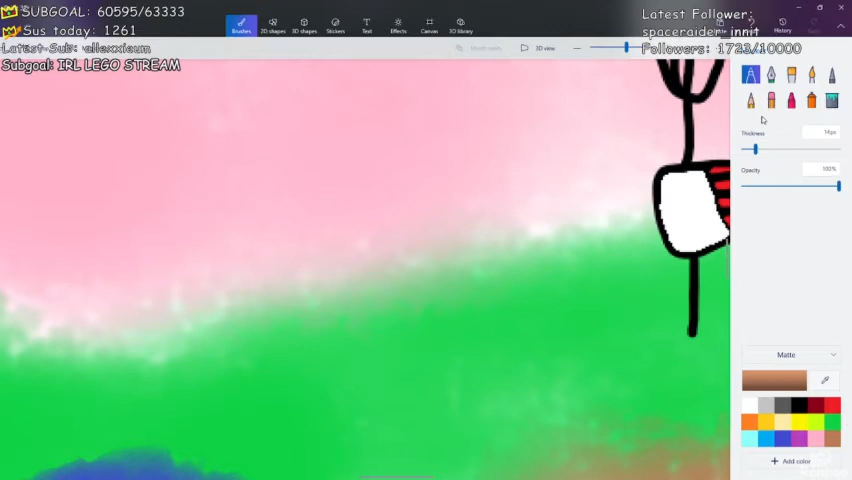 SUBGOAL: 60595/63333
Sus today: 1261
Latest Sub: allexxieum
Subgoal: IRL LEGO STREAM
Latest Follower:
spaceraider_innit
Followers: 1723/10000
Brushes
2D shapes
3D shapes
Stickers
Text
Effects
Canvas
3D library
History
3D view
Thickness
14px
Opacity
100%
Matte
Add color